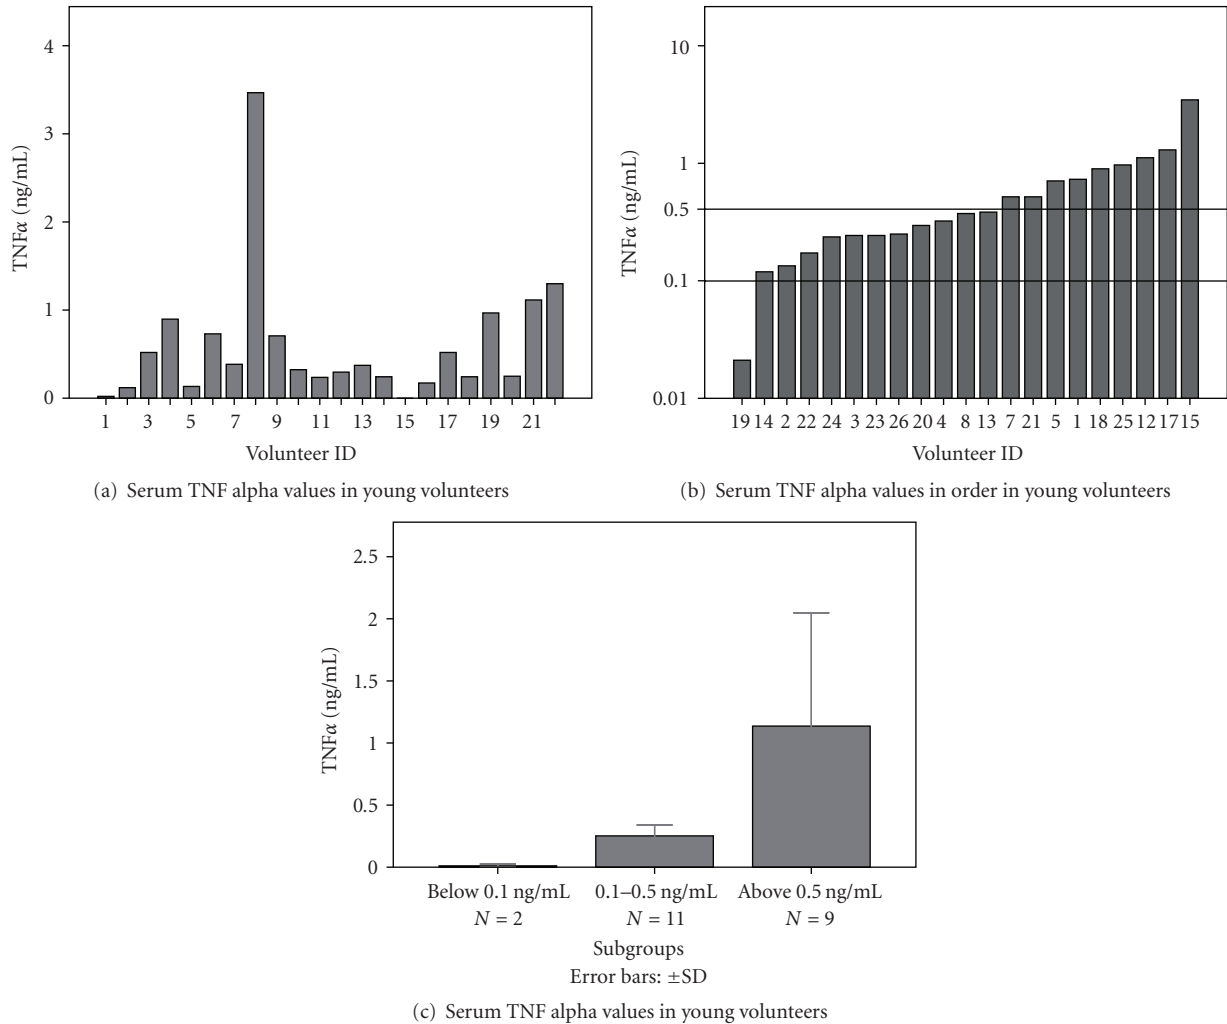 4
3
2
1
0
TNFα (ng/mL)
1 3 5 7 9 11 13 15 17 19 21
Volunteer ID
(a) Serum TNF alpha values in young volunteers
10
1
0.5
0.1
0.01
TNFα (ng/mL)
19 14 2 22 24 3 23 26 20 4 8 13 7 21 5 1 18 25 12 17 15
Volunteer ID
(b) Serum TNF alpha values in order in young volunteers
2.5
2
1.5
1
0.5
0
TNFα (ng/mL)
Below 0.1 ng/mL 0.1–0.5 ng/mL Above 0.5 ng/mL
N = 2 N = 11 N = 9
Subgroups
Error bars: ±SD
(c) Serum TNF alpha values in young volunteers